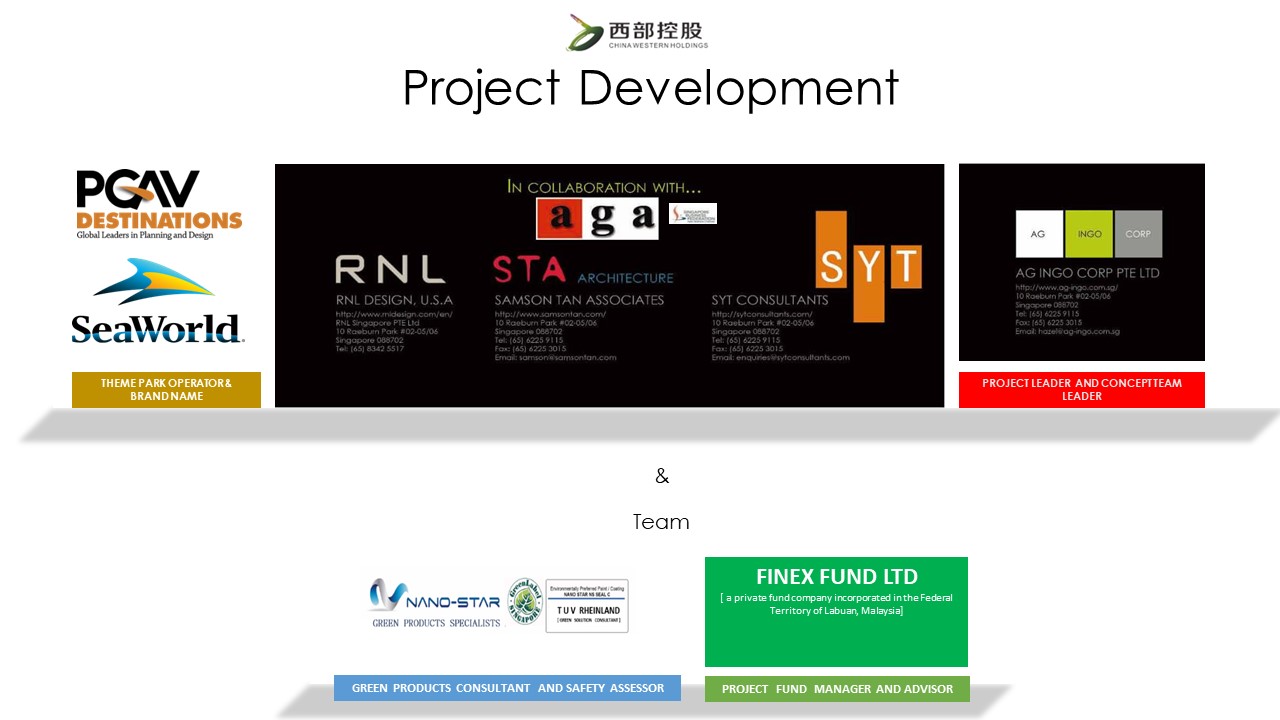 西部控股
CHINA WESTERN HOLDINGS
Project Development
PGAV
DESTINATIONS
Global Leaders in Planning and Design
SeaWorld
THEME PARK OPERATOR &
BRAND NAME
IN COLLABORATION WITH...
aga
SINGAPORE
BUSINESS
FEDERATION
RNL
RNL DESIGN, U.S.A
http://www.rnldesign.com/en/
RNL Singapore PTE Ltd
10 Raeburn Park #02-05/06
Singapore 088702
Tel: (65) 8342 5517
STA ARCHITECTURE
SAMSON TAN ASSOCIATES
http://www.samsontan.com/
10 Raeburn Park #02-05/06
Singapore 088702
Tel: (65) 6225 9115
Fax: (65) 6225 3015
Email: samson@samsontan.com
SYT
SYT CONSULTANTS
http://sytconsultants.com/
10 Raeburn Park #02-05/06
Singapore 088702
Tel: (65) 6225 9115
Fax: (65) 6225 3015
Email: enquiries@sytconsultants.com
AG INGO CORP
AG INGO CORP PTE LTD
http://www.ag-ingo.com.sg/
10 Raeburn Park #02-05/06
Singapore 088702
Tel: (65) 6225 9115
Fax: (65) 6225 3015
Email: hazel@ag-ingo.com.sg
PROJECT LEADER AND CONCEPT TEAM
LEADER
&
Team
NANO-STAR
GREEN PRODUCTS SPECIALISTS
GreenLabel
SINGAPORE
Environmentally Preferred Paint / Coating
NANO STAR NS SEAL C
TUV RHEINLAND
[ GREEN SOLUTION CONSULTANT ]
GREEN PRODUCTS CONSULTANT AND SAFETY ASSESSOR
FINEX FUND LTD
[ a private fund company incorporated in the Federal
Territory of Labuan, Malaysia]
PROJECT FUND MANAGER AND ADVISOR